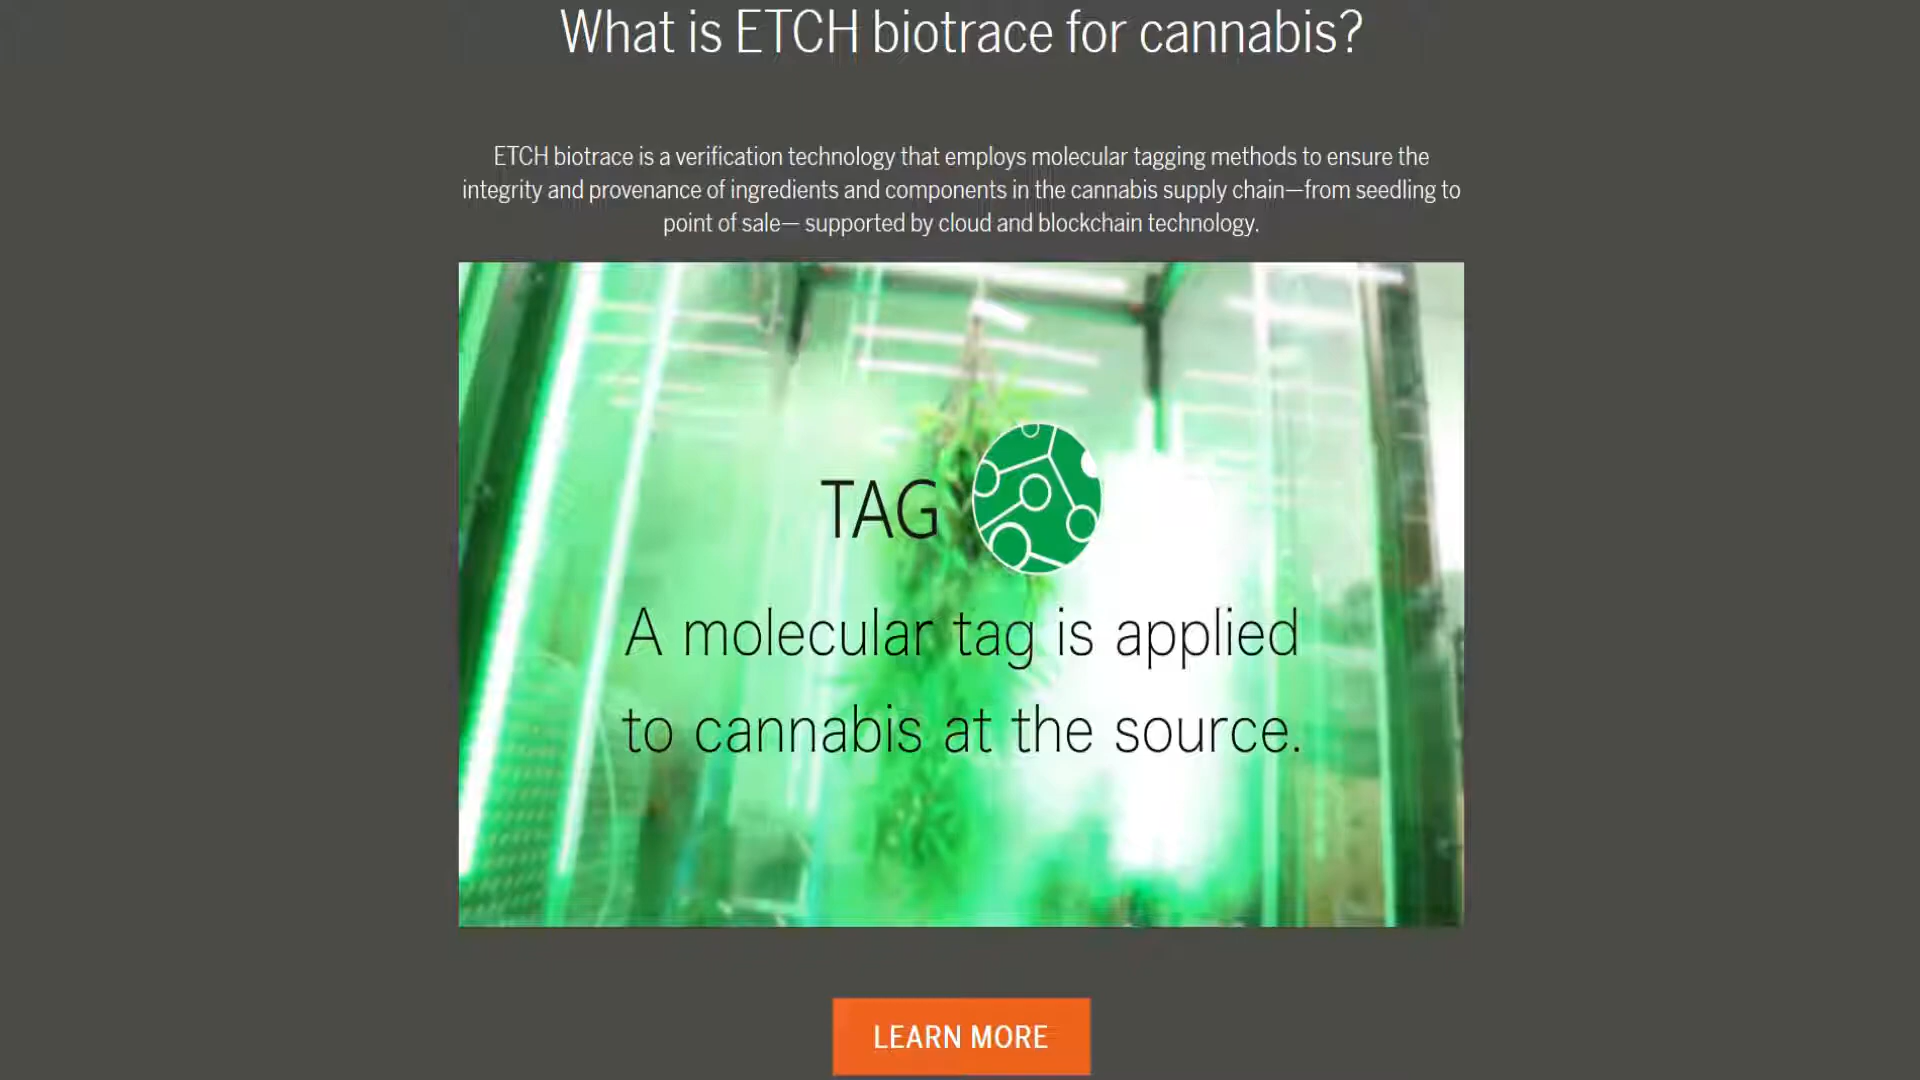 What is ETCH biotrace for cannabis?
ETCH biotrace is a verification technology that employs molecular tagging methods to ensure the
integrity and provenance of ingredients and components in the cannabis supply chain—from seedling to
point of sale— supported by cloud and blockchain technology.
TAG
A molecular tag is applied
to cannabis at the source.
LEARN MORE